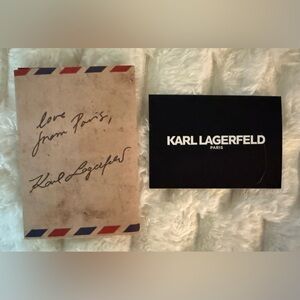 love
from Paris,
Karl Lagerfeld
KARL LAGERFELD
PARIS